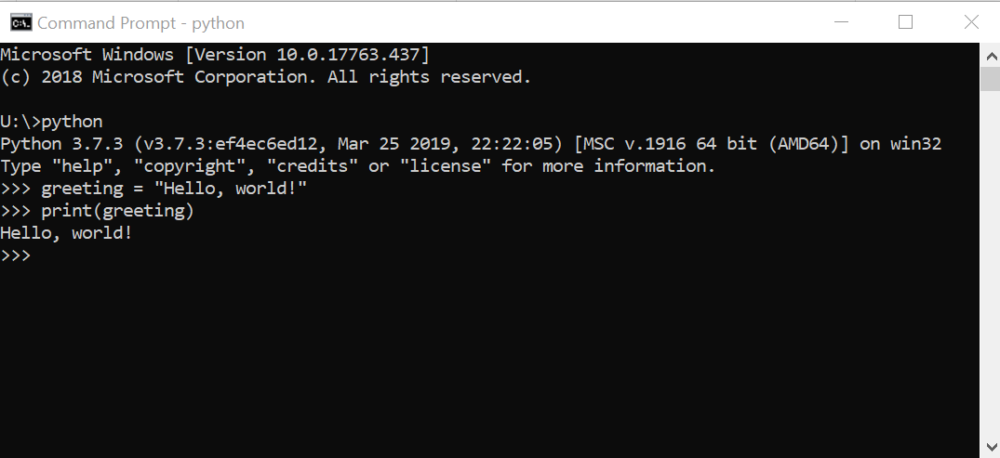 Command Prompt - python
Microsoft Windows [Version 10.0.17763.437]
(c) 2018 Microsoft Corporation. All rights reserved.
U:\>python
Python 3.7.3 (v3.7.3:ef4ec6ed12, Mar 25 2019, 22:22:05) [MSC v.1916 64 bit (AMD64)] on win32
Type "help", "copyright", "credits" or "license" for more information.
>>> greeting = "Hello, world!"
>>> print(greeting)
Hello, world!
>>>